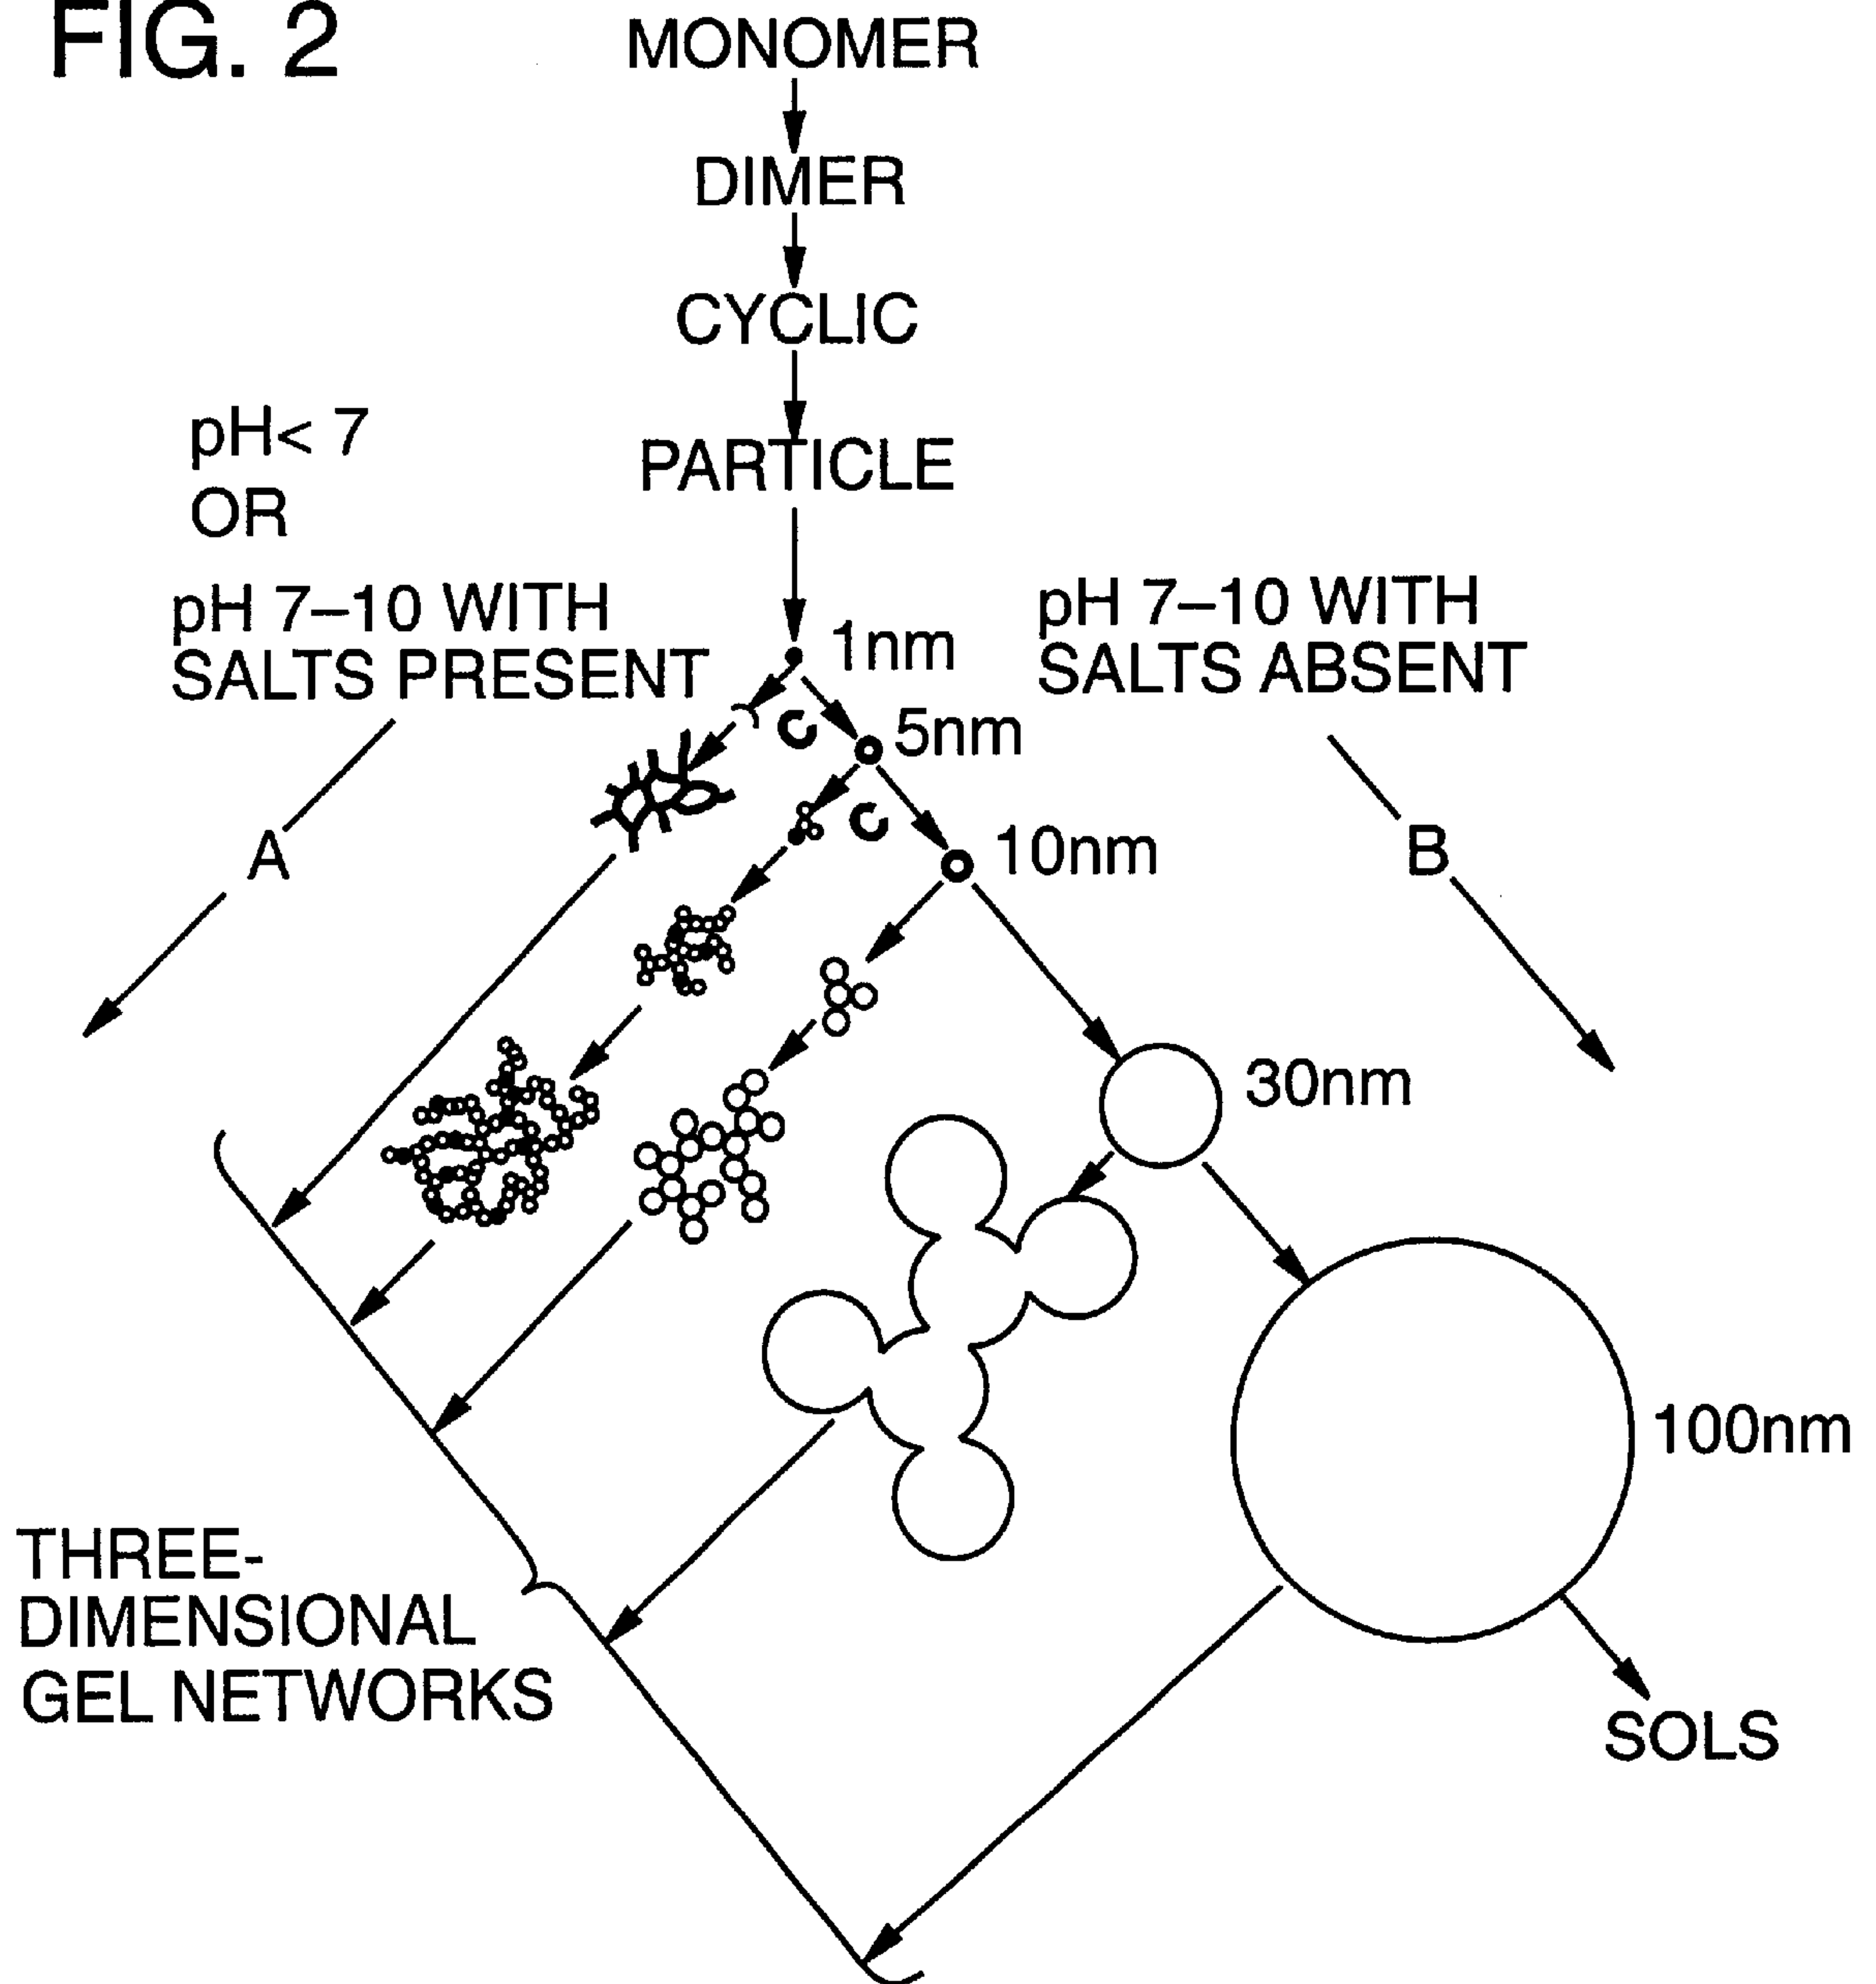 FIG. 2
MONOMER
DIMER
CYCLIC
PARTICLE
pH< 7
OR
pH 7–10 WITH
SALTS PRESENT
pH 7–10 WITH
SALTS ABSENT
1nm
5nm
10nm
A
B
30nm
100nm
THREE-
DIMENSIONAL
GEL NETWORKS
SOLS